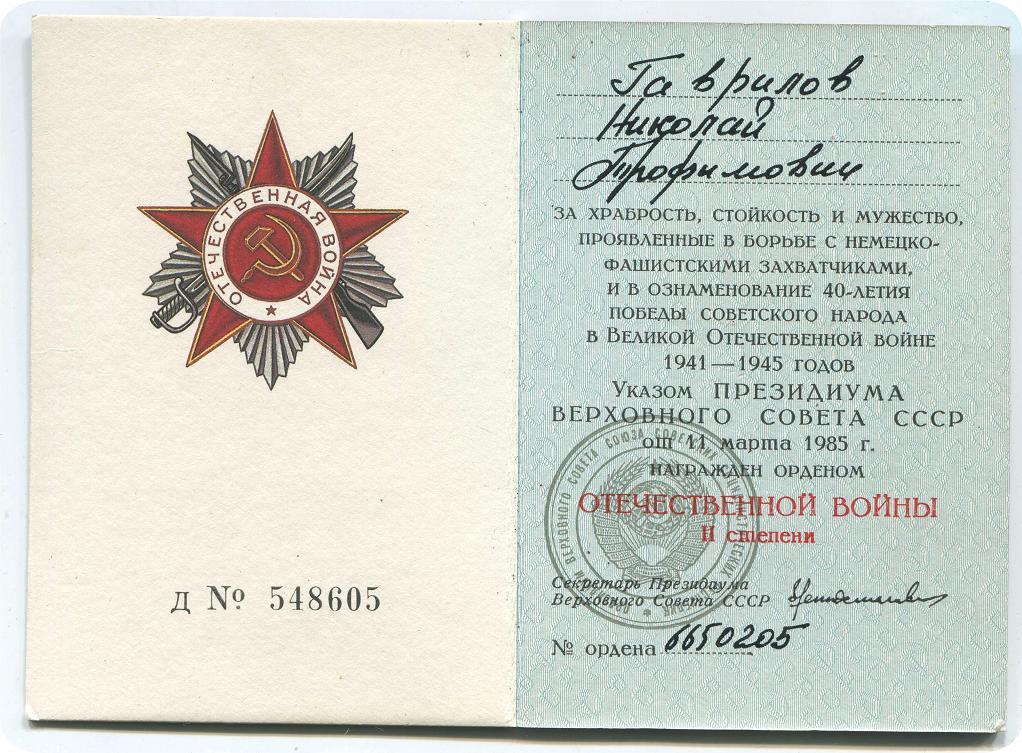 ОТЕЧЕСТВЕННАЯ ВОЙНА
Д № 548605
Гаврилов
Николай
Трофимович
ЗА ХРАБРОСТЬ, СТОЙКОСТЬ И МУЖЕСТВО,
ПРОЯВЛЕННЫЕ В БОРЬБЕ С НЕМЕЦКО-
ФАШИСТСКИМИ ЗАХВАТЧИКАМИ,
И В ОЗНАМЕНОВАНИЕ 40-ЛЕТИЯ
ПОБЕДЫ СОВЕТСКОГО НАРОДА
В ВЕЛИКОЙ ОТЕЧЕСТВЕННОЙ ВОЙНЕ
1941—1945 ГОДОВ
УКАЗОМ ПРЕЗИДИУМА
ВЕРХОВНОГО СОВЕТА СССР
от 11 марта 1985 г.
НАГРАЖДЕН ОРДЕНОМ
ОТЕЧЕСТВЕННОЙ ВОЙНЫ
II степени
Секретарь Президиума
Верховного Совета СССР
№ ордена 6650205